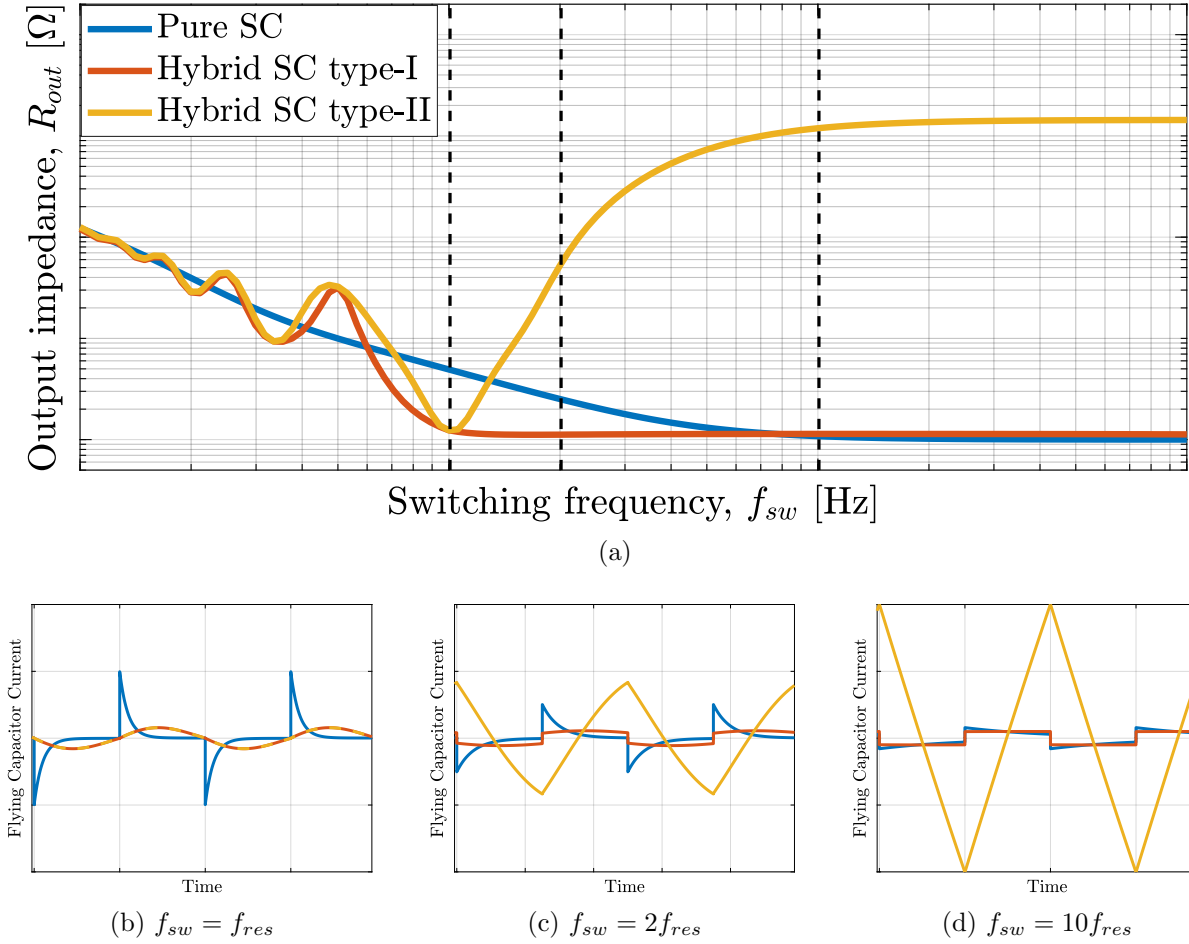 Output impedance, R_out [Ω]
Pure SC
Hybrid SC type-I
Hybrid SC type-II
Switching frequency, f_sw [Hz]
(a)
Flying Capacitor Current
Time
(b) f_sw = f_res
Flying Capacitor Current
Time
(c) f_sw = 2f_res
Flying Capacitor Current
Time
(d) f_sw = 10f_res